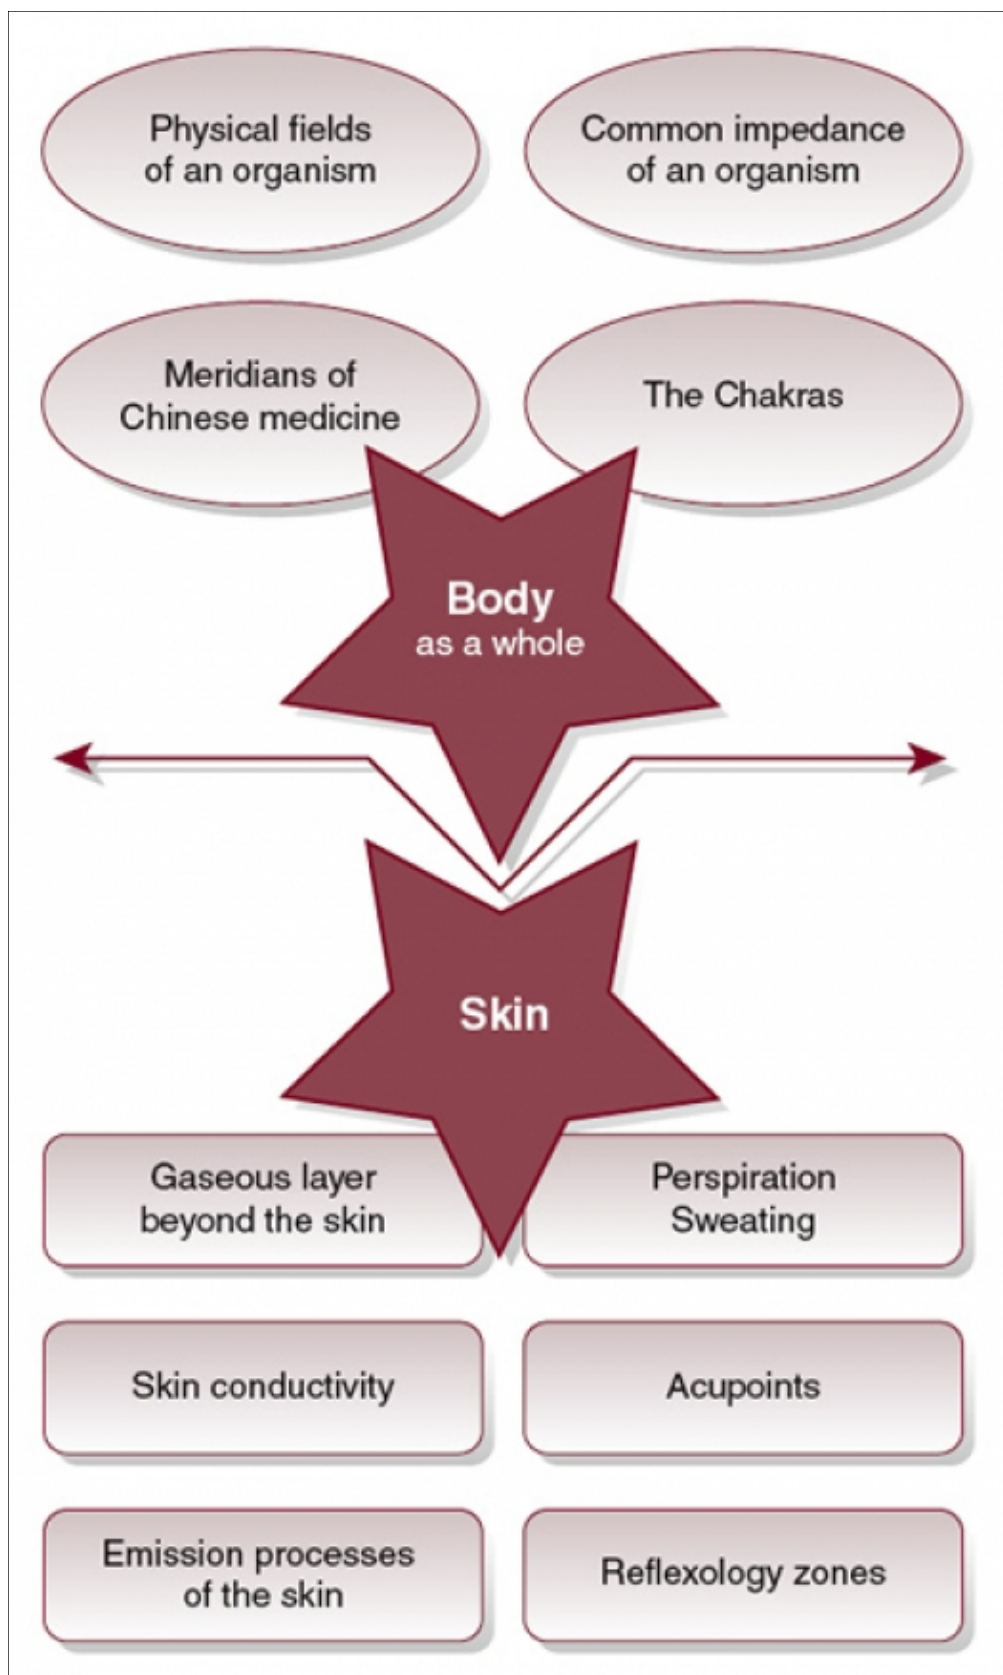 Physical fields
of an organism
Common impedance
of an organism
Meridians of
Chinese medicine
The Chakras
Body
as a whole
Skin
Gaseous layer
beyond the skin
Perspiration
Sweating
Skin conductivity
Acupoints
Emission processes
of the skin
Reflexology zones